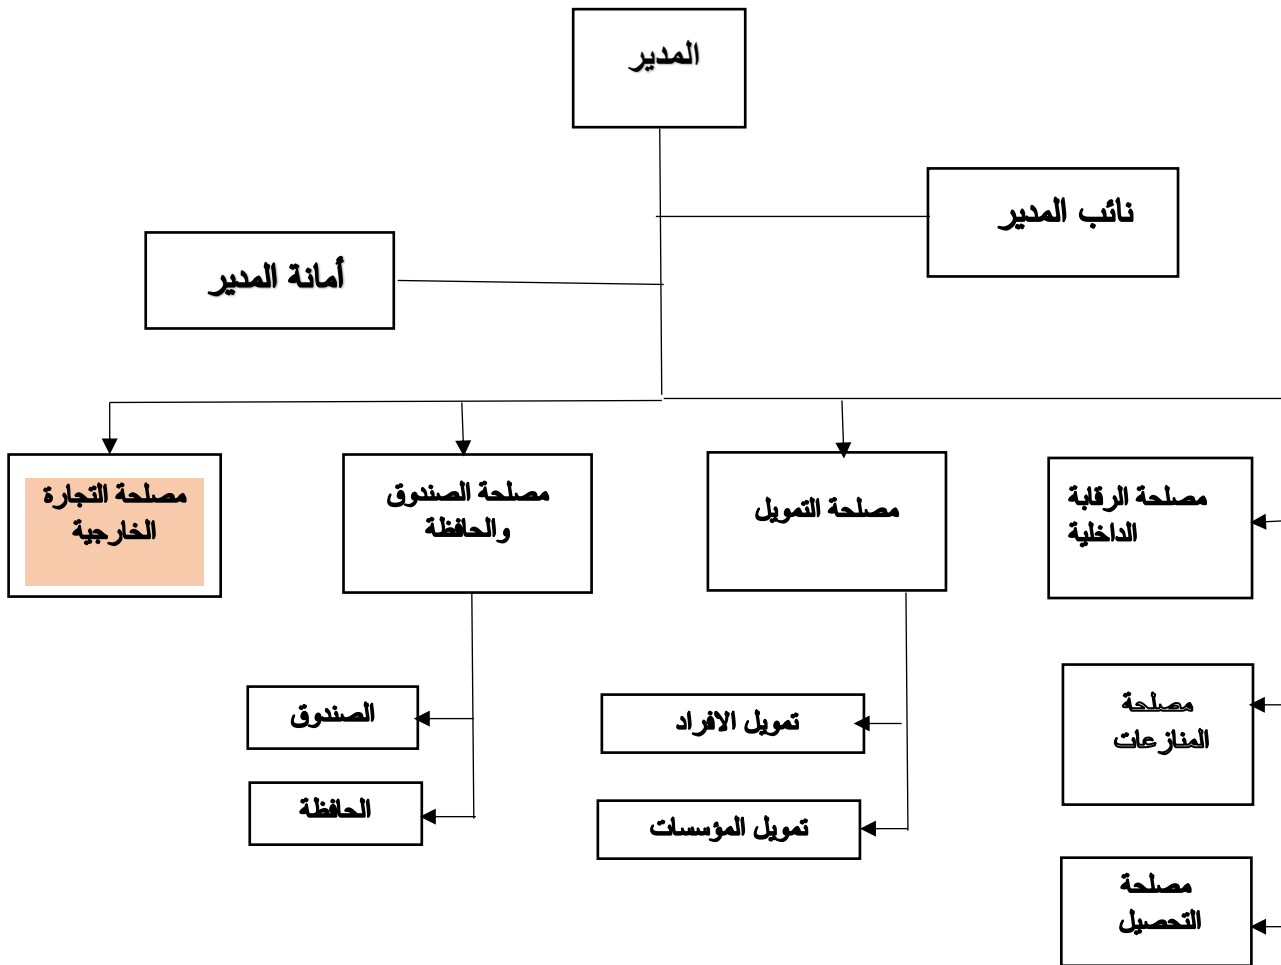 المدير
نائب المدير
أمانة المدير
مصلحة الرقابة
الداخلية
مصلحة التمويل
مصلحة الصندوق
والحافظة
مصلحة التجارة
الخارجية
مصلحة
المنازعات
تمويل الافراد
الصندوق
تمويل المؤسسات
الحافظة
مصلحة
التحصيل